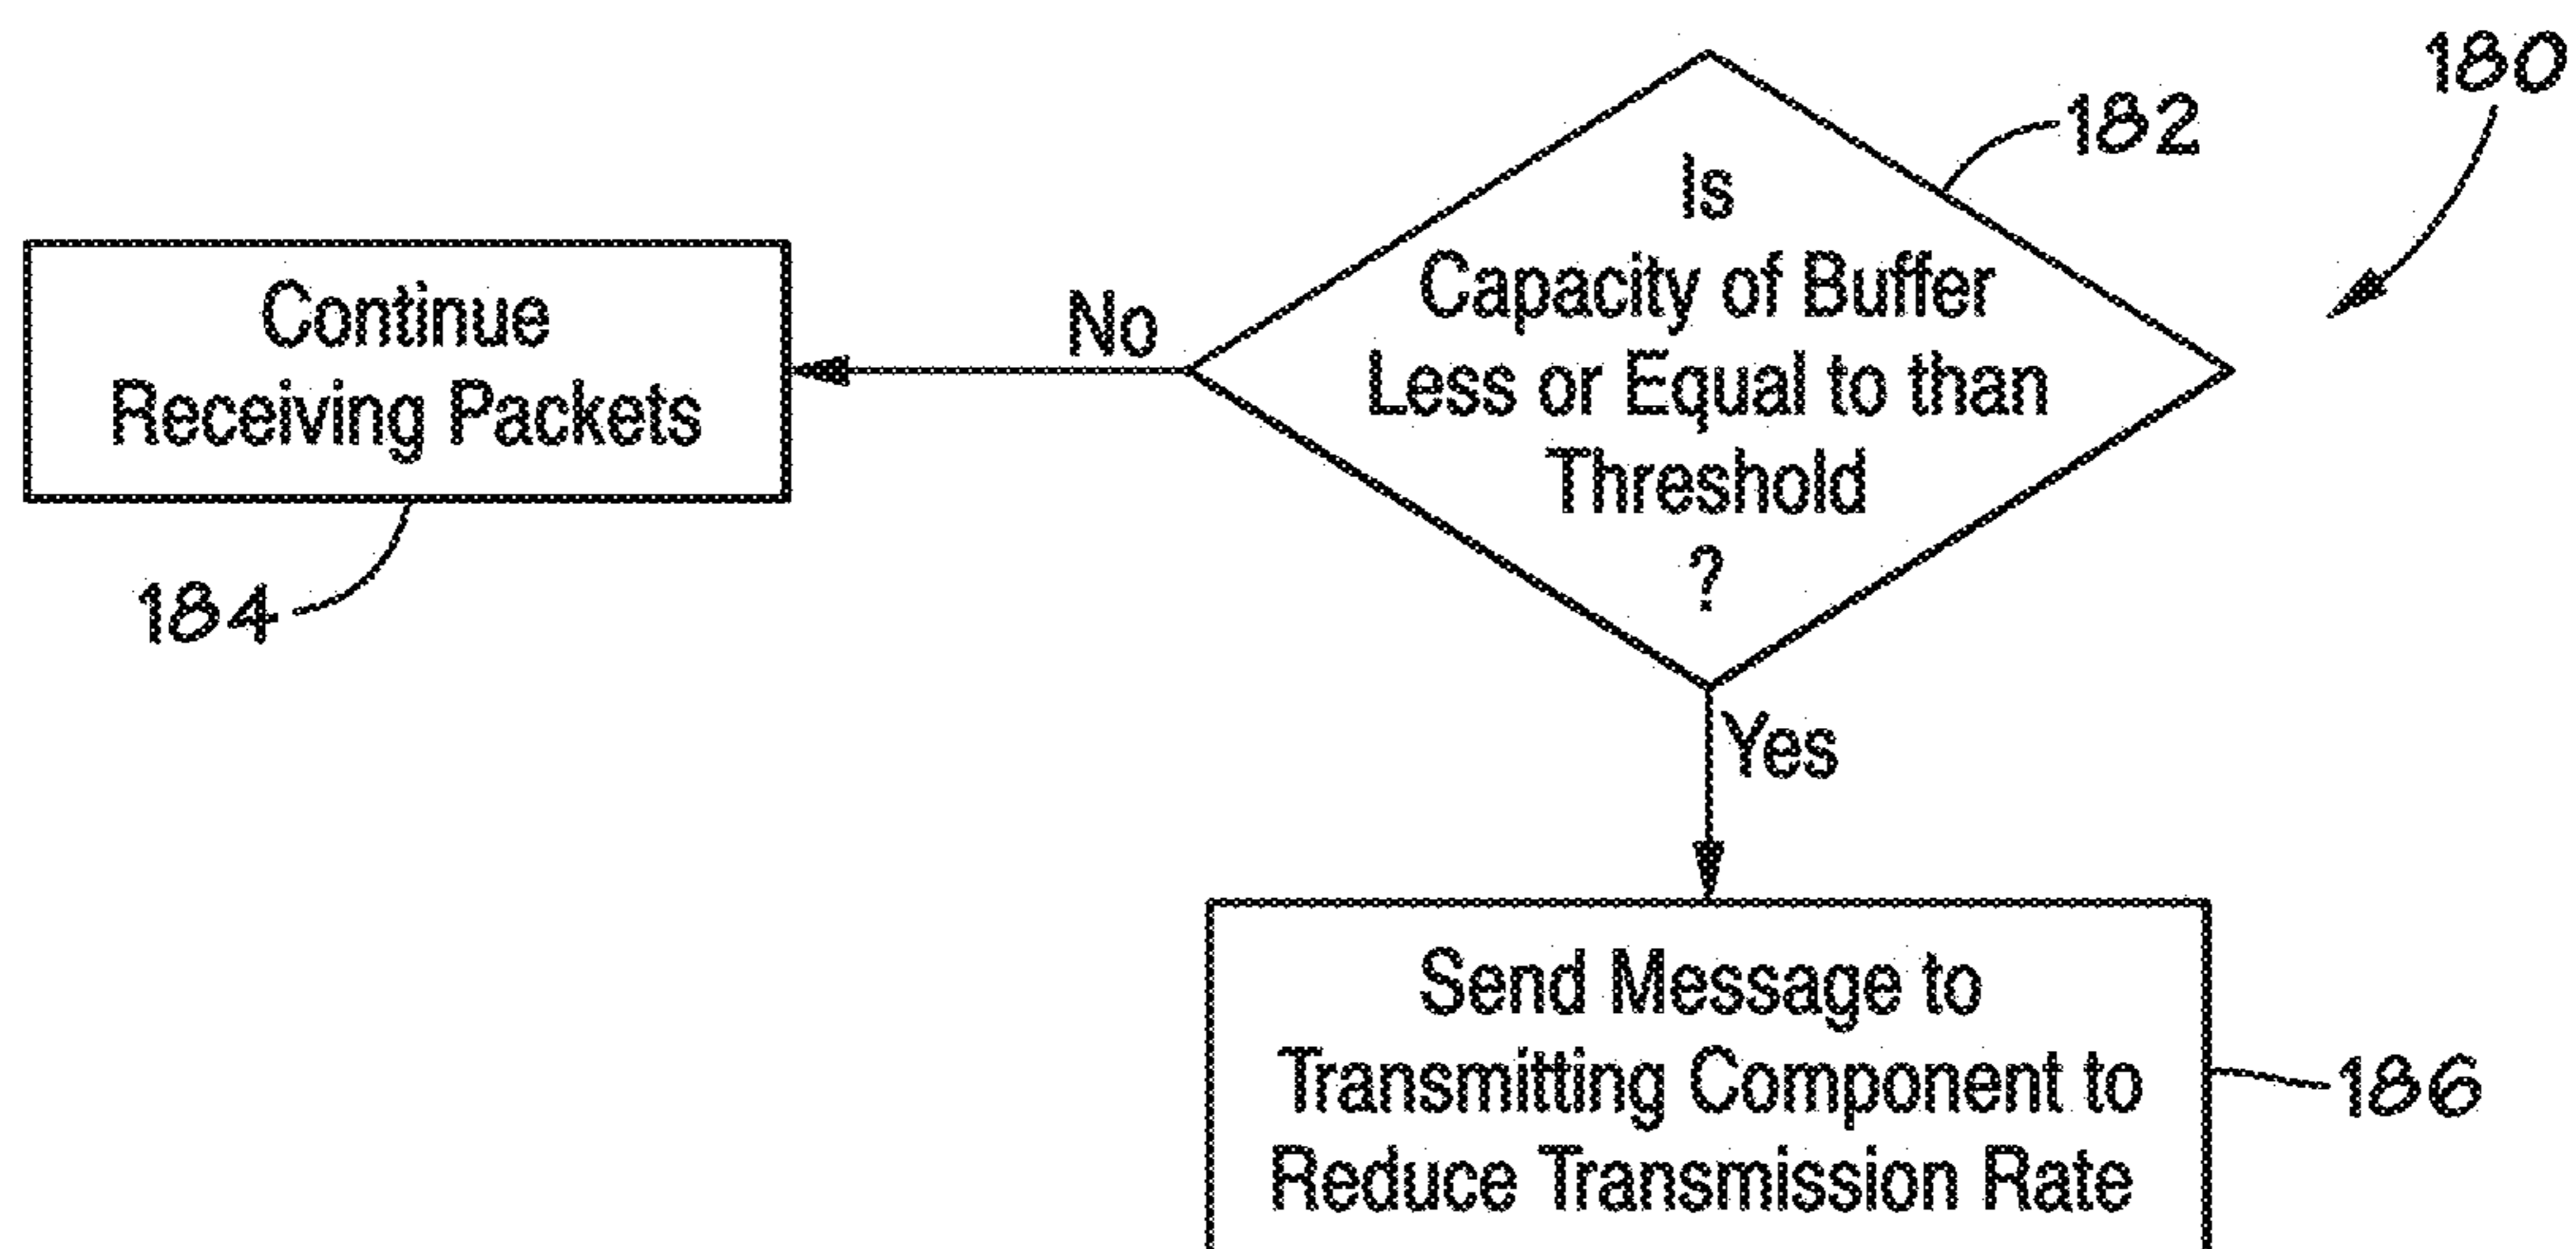 180
182
Is
Capacity of Buffer
Less or Equal to than
Threshold
?
No
Continue
Receiving Packets
184
Yes
Send Message to
Transmitting Component to
Reduce Transmission Rate
186